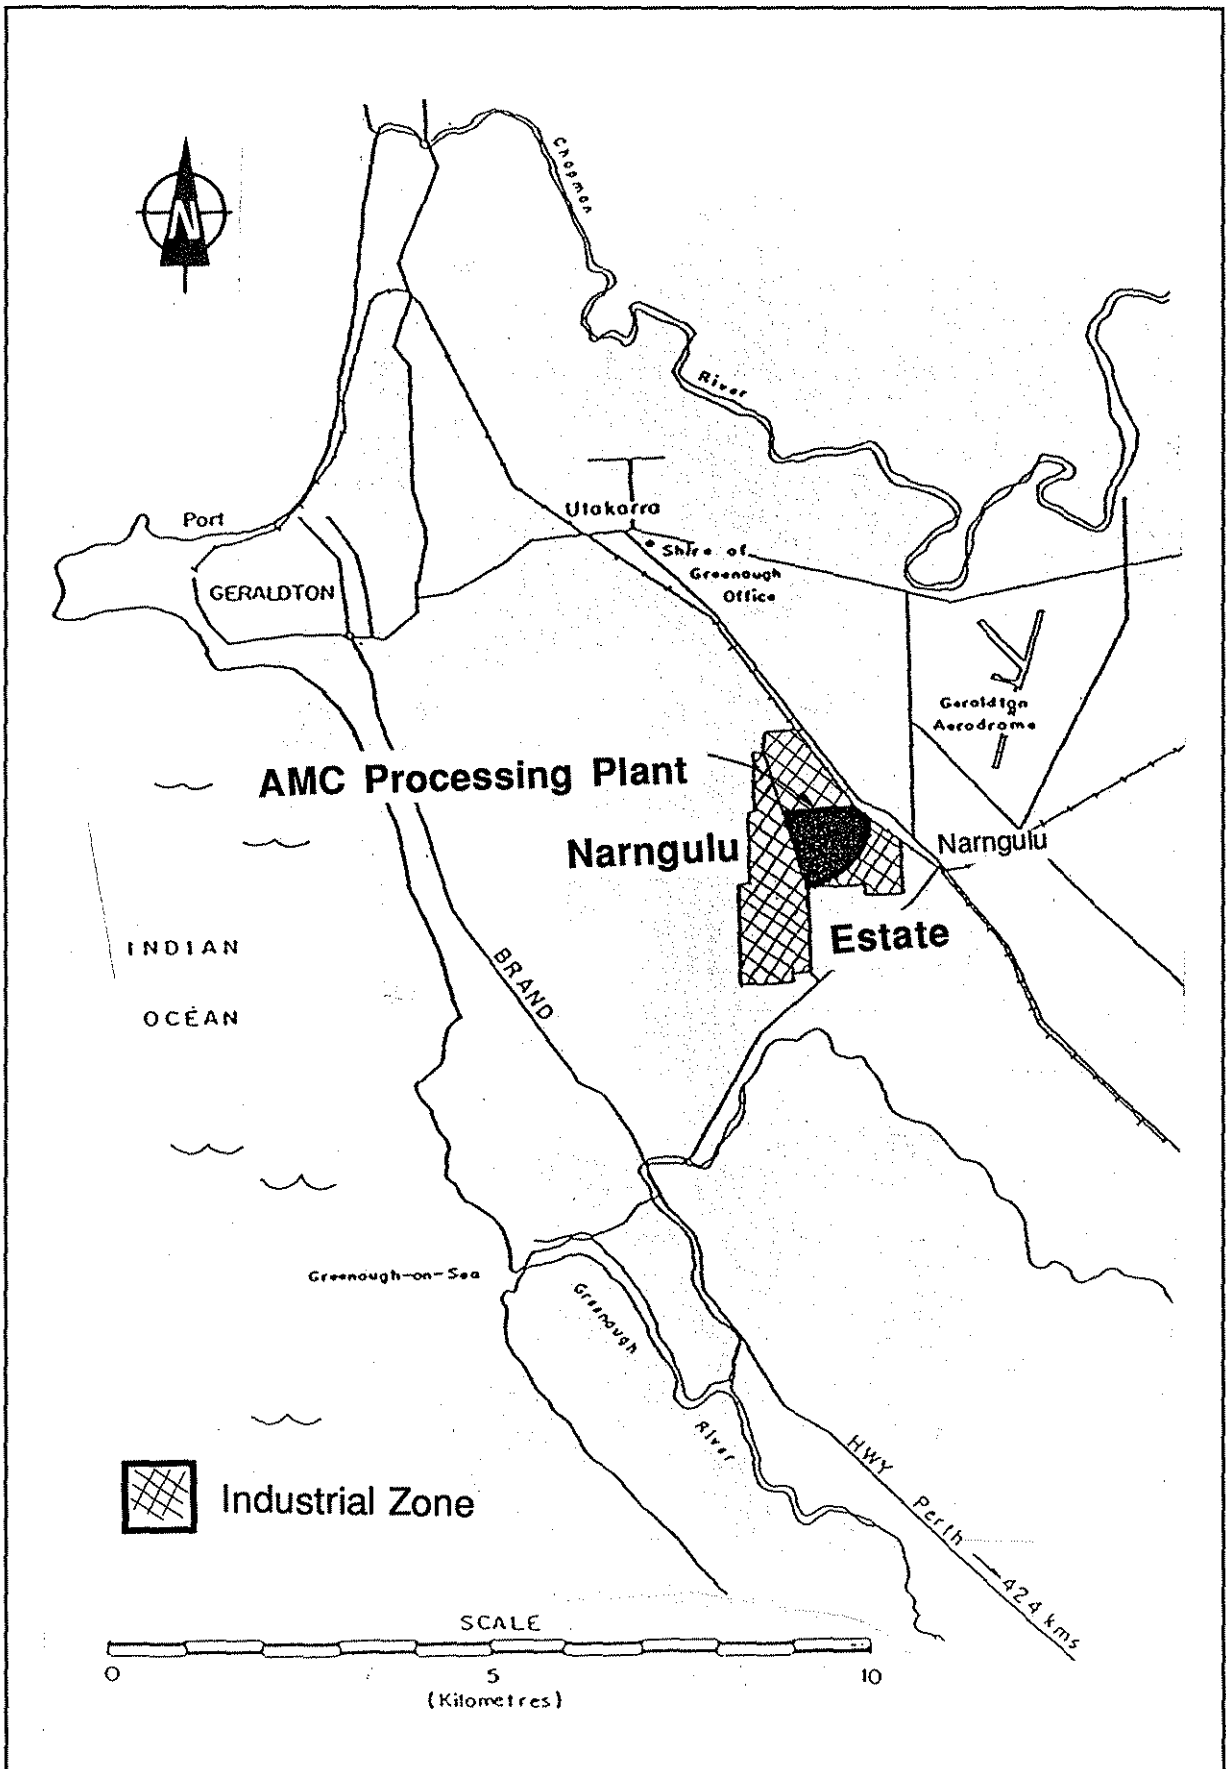 Chapman
N
River
Utakarra
Port
Shire of
Greenough
Office
GERALDTON
Geraldton
Aerodrome
AMC Processing Plant
Narngulu
Narngulu
Estate
INDIAN
OCEAN
BRAND
Greenough-on-Sea
Greenough
River
HWY
Perth
424 kms
Industrial Zone
SCALE
0 5 10
(Kilometres)